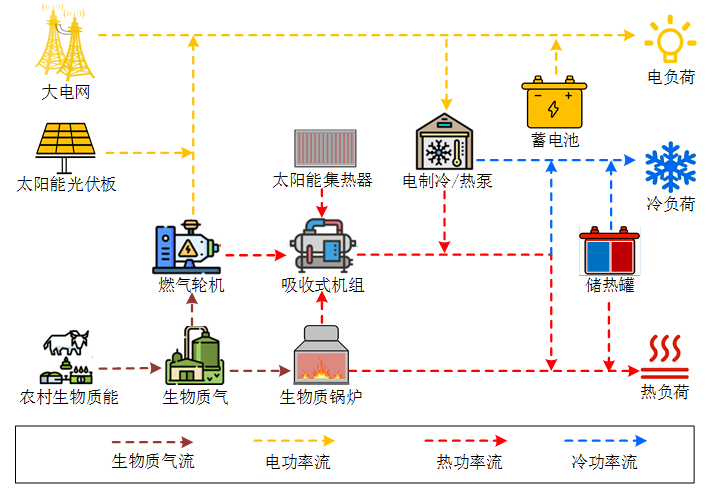 大电网
电负荷
蓄电池
太阳能光伏板
太阳能集热器
电制冷/热泵
冷负荷
燃气轮机
吸收式机组
储热罐
农村生物质能
生物质气
生物质锅炉
热负荷
生物质气流
电功率流
热功率流
冷功率流